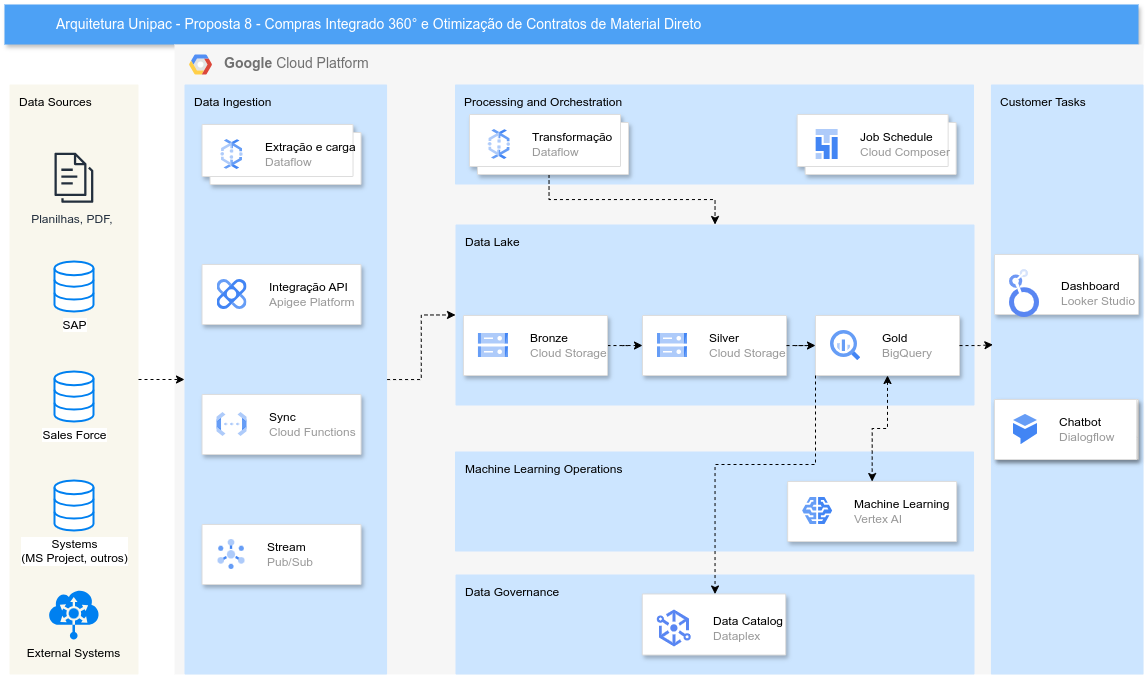 Arquitetura Unipac - Proposta 8 - Compras Integrado 360° e Otimização de Contratos de Material Direto
Google Cloud Platform
Data Sources
Planilhas, PDF,
SAP
Sales Force
Systems
(MS Project, outros)
External Systems
Data Ingestion
Extração e carga
Dataflow
Integração API
Apigee Platform
Sync
Cloud Functions
Stream
Pub/Sub
Processing and Orchestration
Transformação
Dataflow
Job Schedule
Cloud Composer
Data Lake
Bronze
Cloud Storage
Silver
Cloud Storage
Gold
BigQuery
Machine Learning Operations
Machine Learning
Vertex AI
Data Governance
Data Catalog
Dataplex
Customer Tasks
Dashboard
Looker Studio
Chatbot
Dialogflow